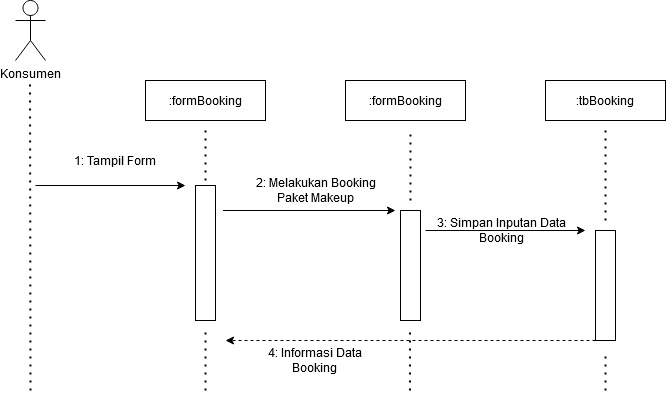 Konsumen
:formBooking
:formBooking
:tbBooking
1: Tampil Form
2: Melakukan Booking
Paket Makeup
3: Simpan Inputan Data
Booking
4: Informasi Data
Booking